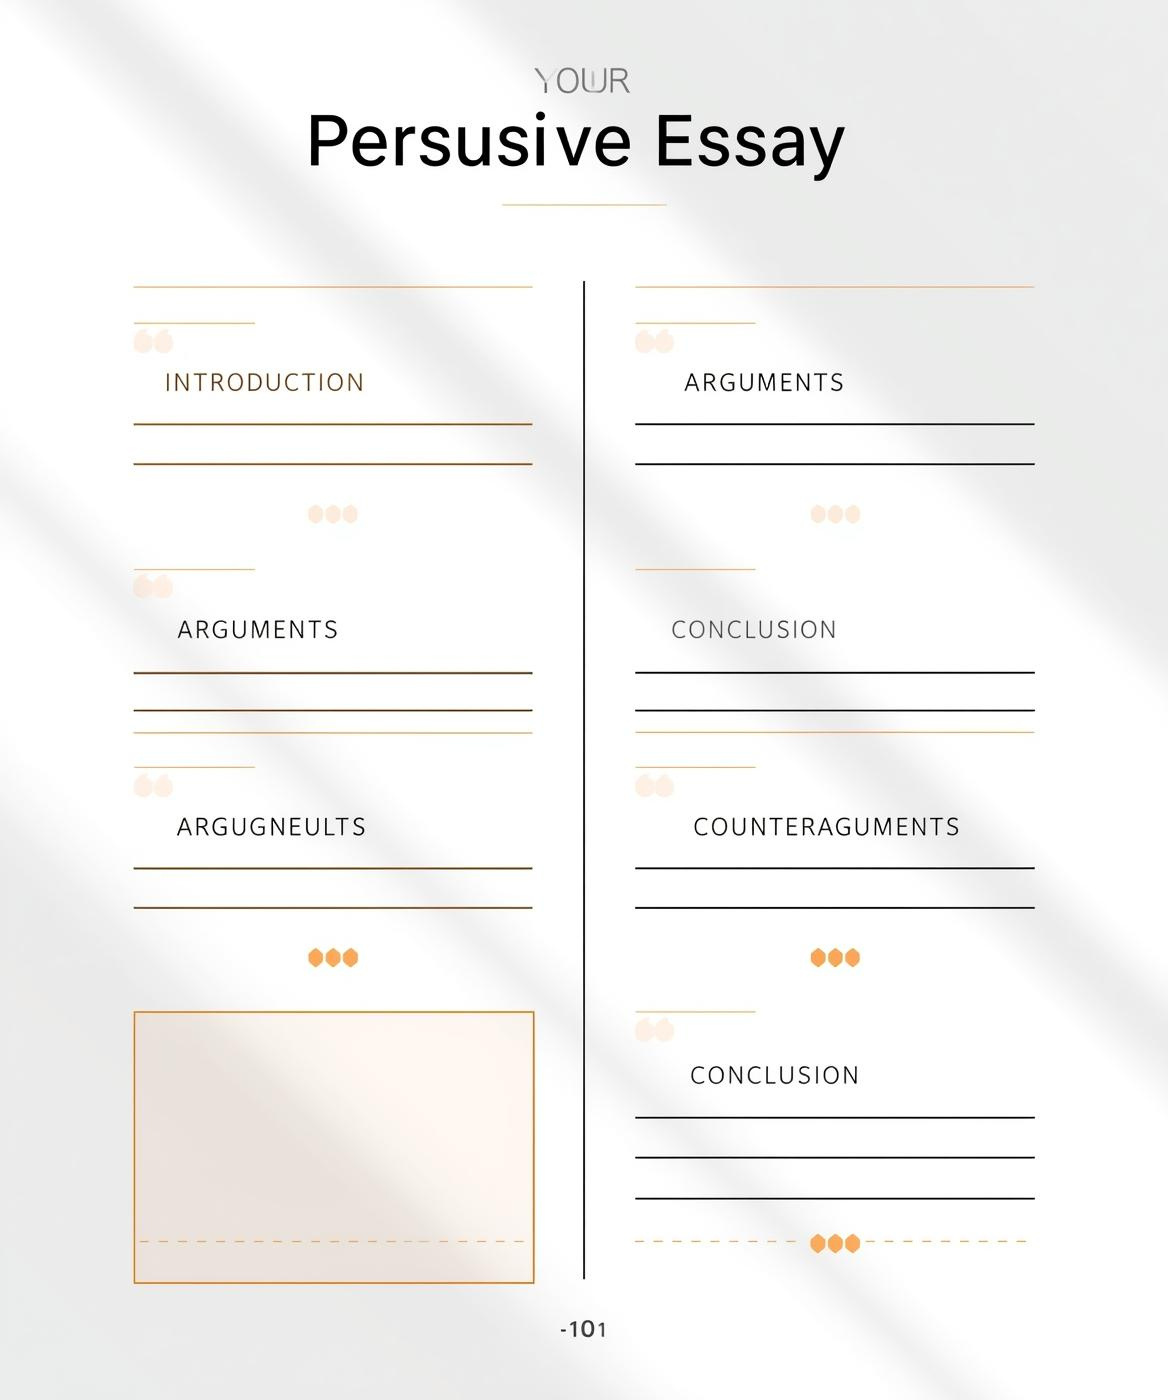 YOUR
Persusive Essay
INTRODUCTION
ARGUMENTS
ARGUGNEULTS
ARGUMENTS
CONCLUSION
COUNTERAGUMENTS
CONCLUSION
-101